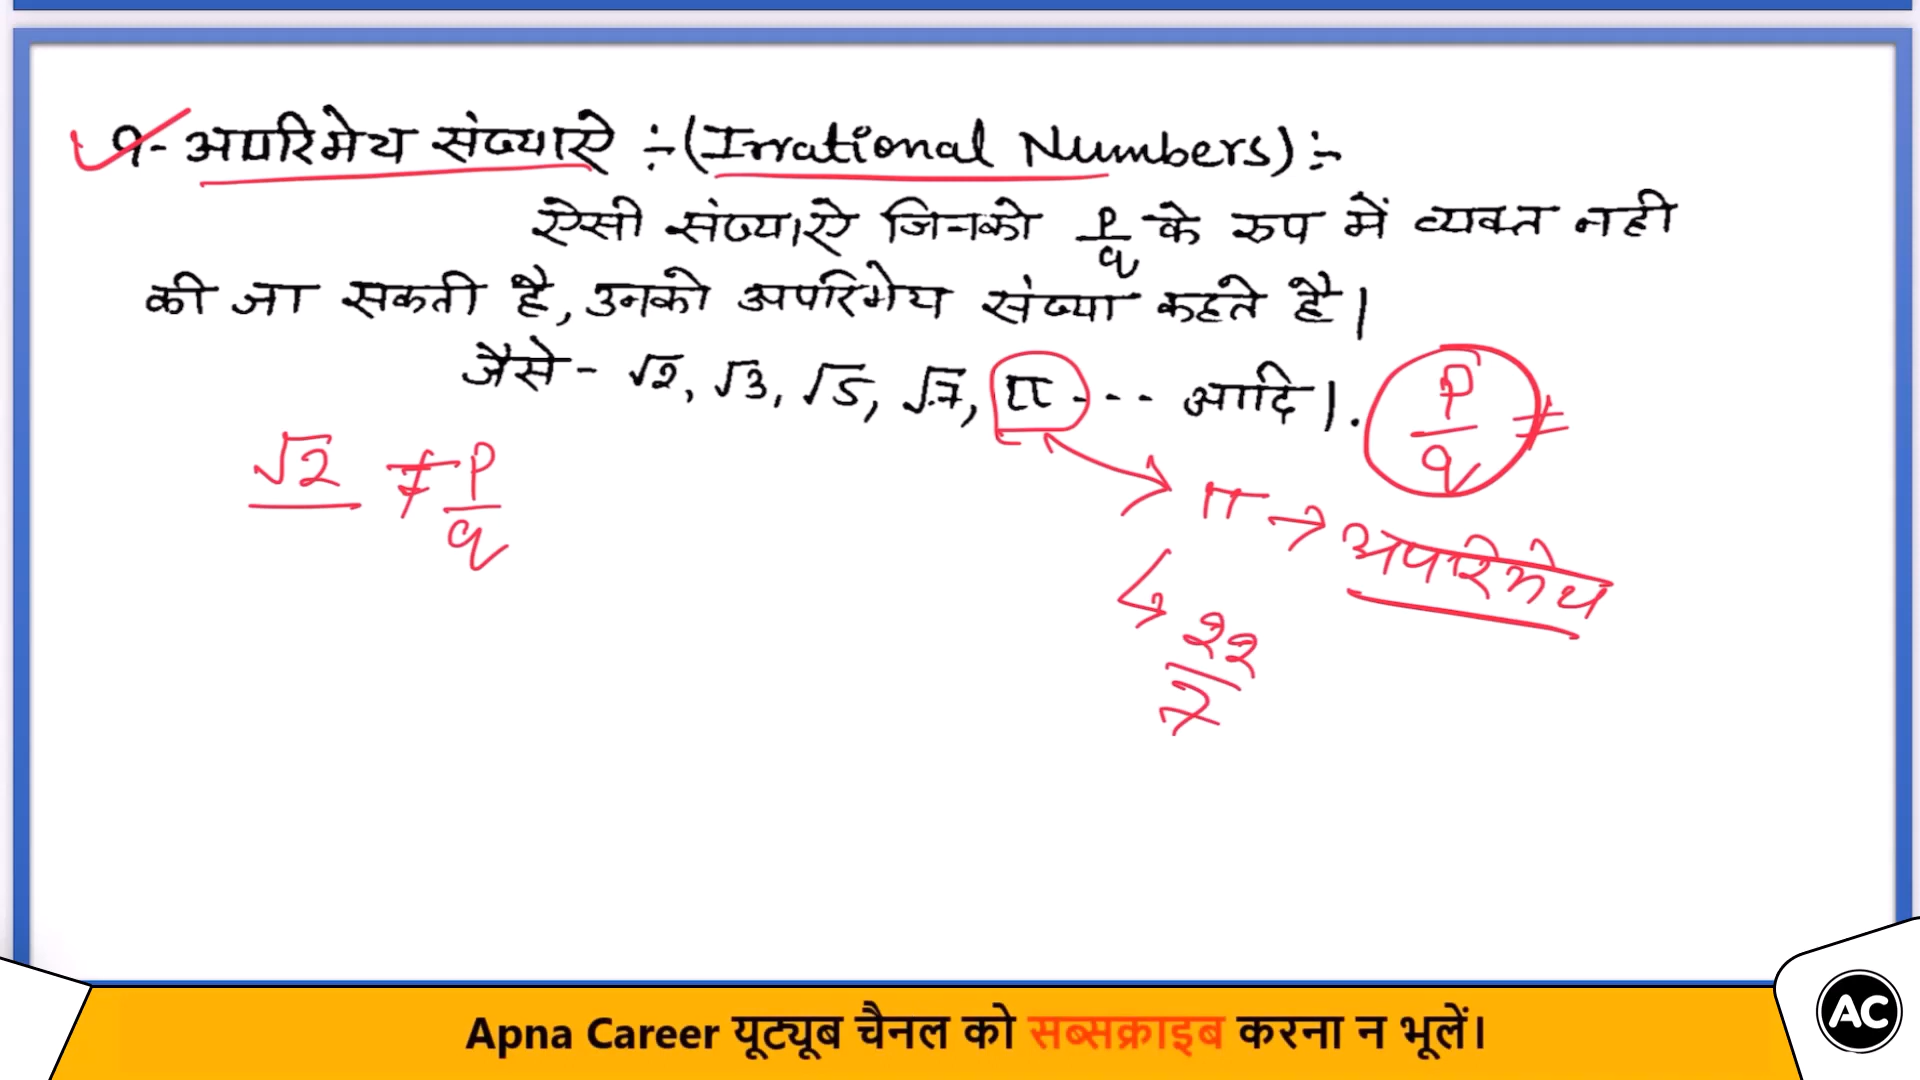 9- अपरिमेय संख्याऐ ÷(Irrational Numbers):-
ऐसी संख्याऐ जिनको p/q के रुप में व्यक्त नही
की जा सकती है, उनको अपरिमेय संख्या कहते है|
जैसे- √2, √3, √5, √7, π --- आदि|.
p/q ≠
√2 ≠ p/q
π → अपरिमेय
↳ 22/7
Apna Career यूट्यूब चैनल को सब्सक्राइब करना न भूलें।
AC